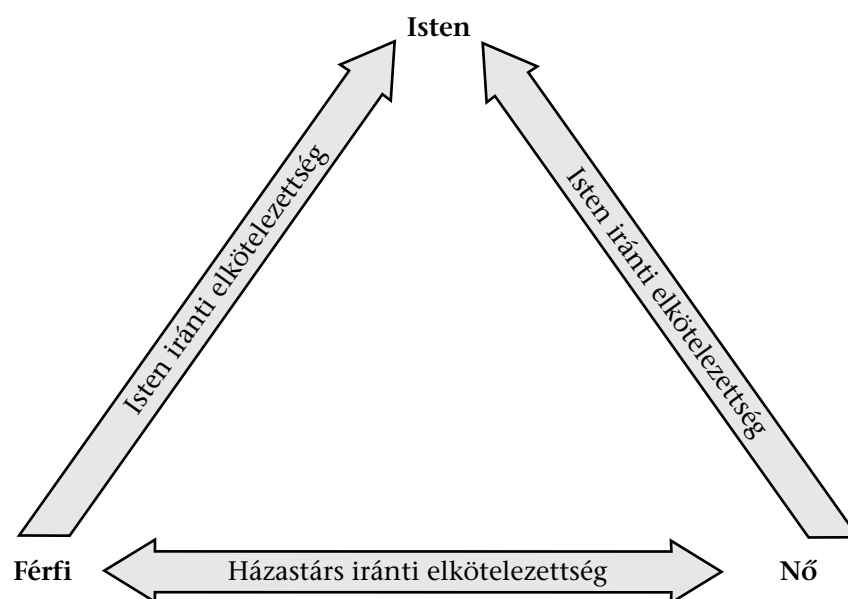 Isten
Isten iránti elkötelezettség
Isten iránti elkötelezettség
Férfi
Házastárs iránti elkötelezettség
Nő